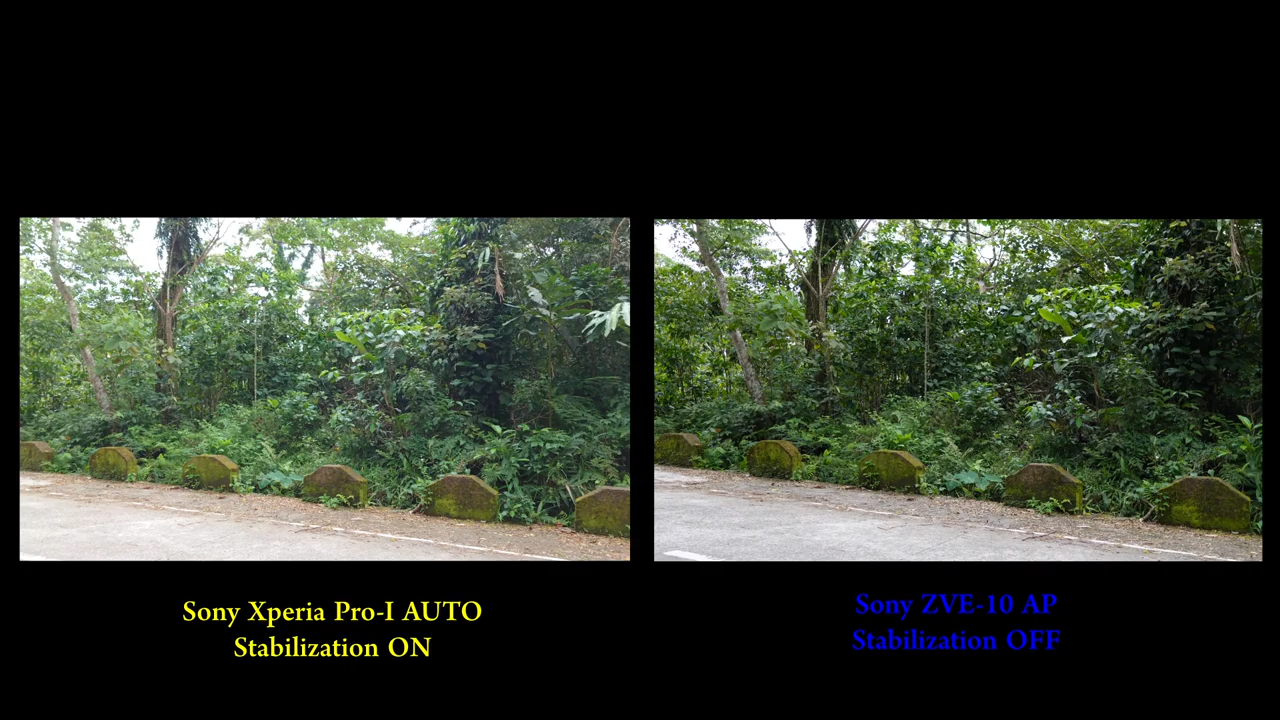 Sony Xperia Pro-I AUTO
Stabilization ON
Sony ZVE-10 AP
Stabilization OFF